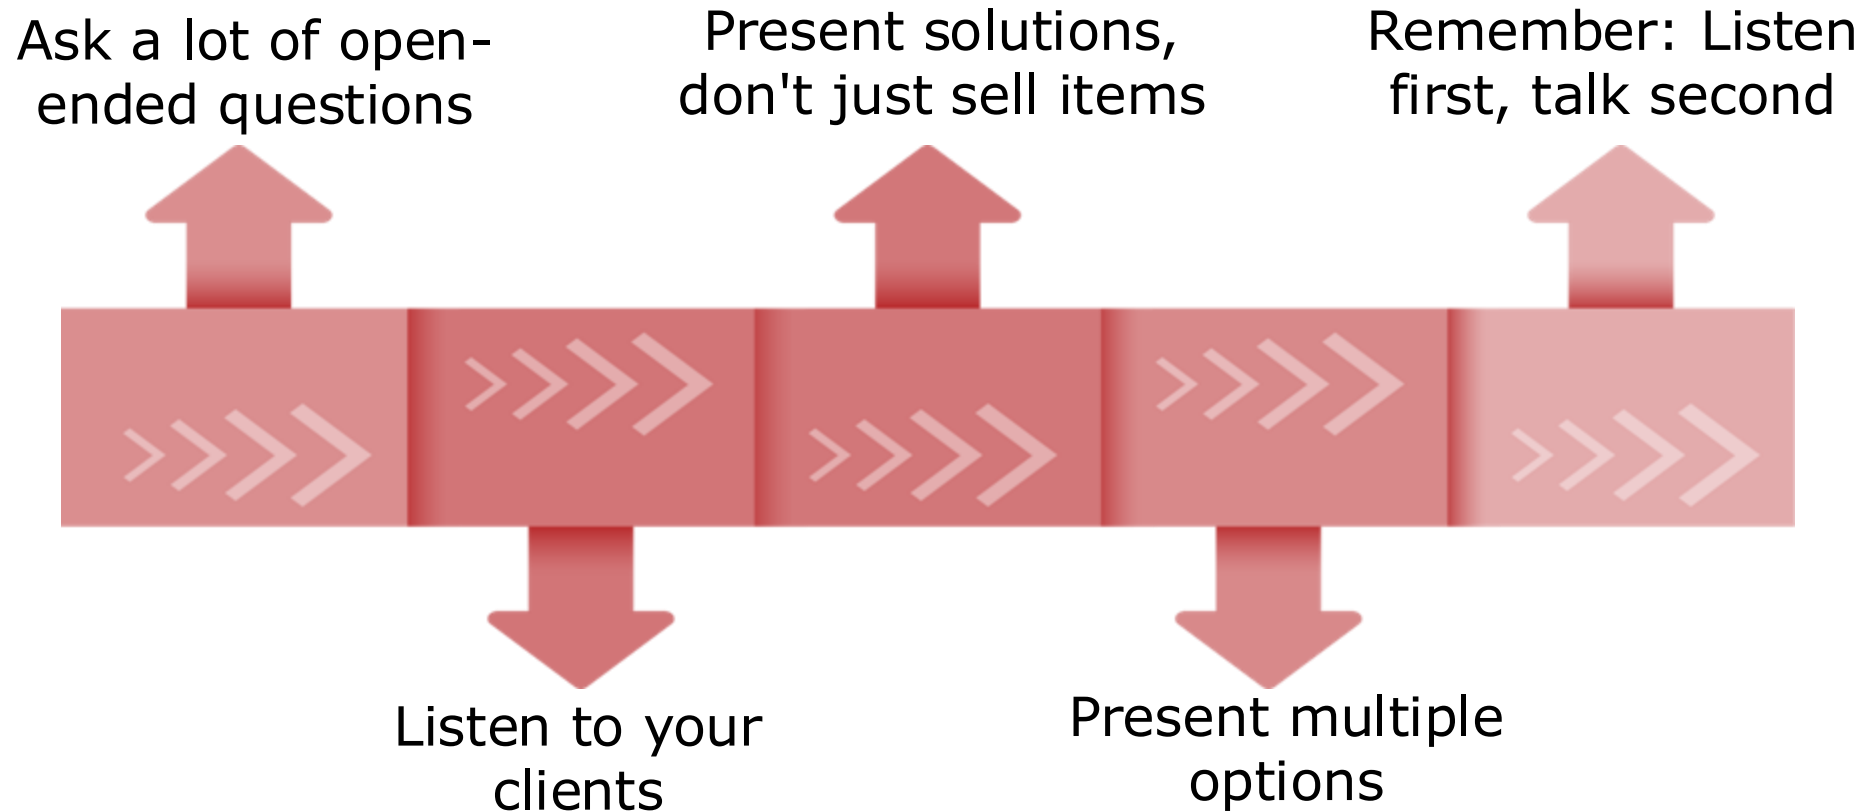 Ask a lot of open-
ended questions
Present solutions,
don't just sell items
Remember: Listen
first, talk second
Listen to your
clients
Present multiple
options